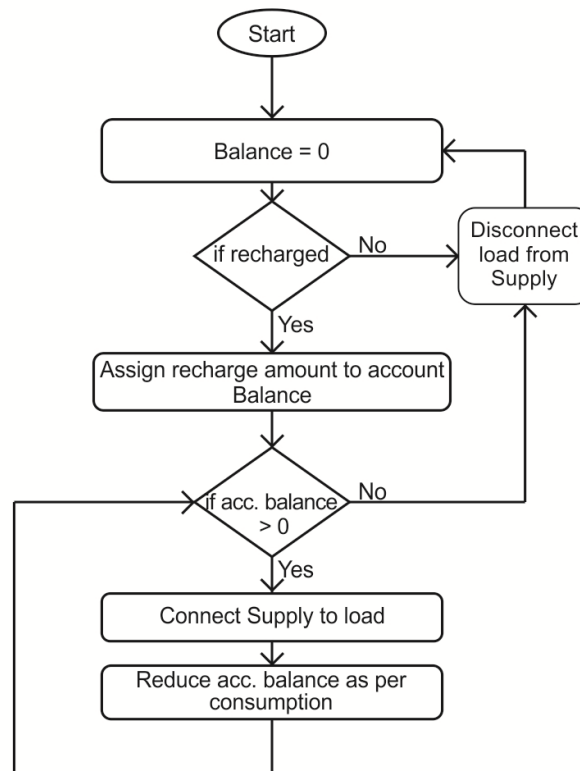 Start
Balance = 0
if recharged
No
Disconnect
load from
Supply
Yes
Assign recharge amount to account
Balance
if acc. balance
> 0
No
Yes
Connect Supply to load
Reduce acc. balance as per
consumption